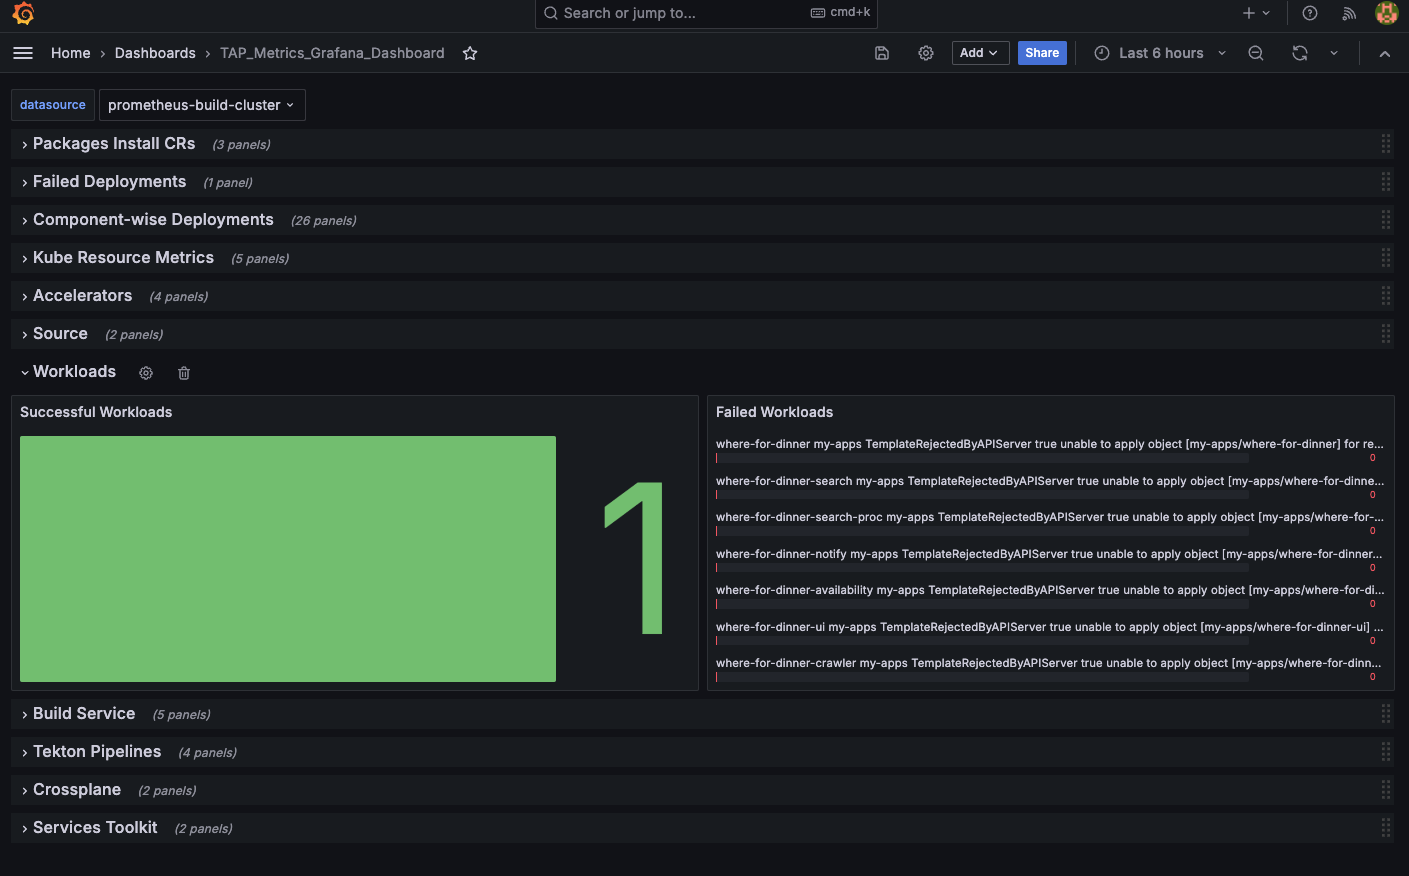 Search or jump to... cmd+k
Home › Dashboards › TAP_Metrics_Grafana_Dashboard Add Share Last 6 hours
datasource prometheus-build-cluster
Packages Install CRs (3 panels)
Failed Deployments (1 panel)
Component-wise Deployments (26 panels)
Kube Resource Metrics (5 panels)
Accelerators (4 panels)
Source (2 panels)
Workloads
Successful Workloads
1
Failed Workloads
where-for-dinner my-apps TemplateRejectedByAPIServer true unable to apply object [my-apps/where-for-dinner] for re...
0
where-for-dinner-search my-apps TemplateRejectedByAPIServer true unable to apply object [my-apps/where-for-dinne...
0
where-for-dinner-search-proc my-apps TemplateRejectedByAPIServer true unable to apply object [my-apps/where-for-...
0
where-for-dinner-notify my-apps TemplateRejectedByAPIServer true unable to apply object [my-apps/where-for-dinner...
0
where-for-dinner-availability my-apps TemplateRejectedByAPIServer true unable to apply object [my-apps/where-for-di...
0
where-for-dinner-ui my-apps TemplateRejectedByAPIServer true unable to apply object [my-apps/where-for-dinner-ui] ...
0
where-for-dinner-crawler my-apps TemplateRejectedByAPIServer true unable to apply object [my-apps/where-for-dinn...
0
Build Service (5 panels)
Tekton Pipelines (4 panels)
Crossplane (2 panels)
Services Toolkit (2 panels)